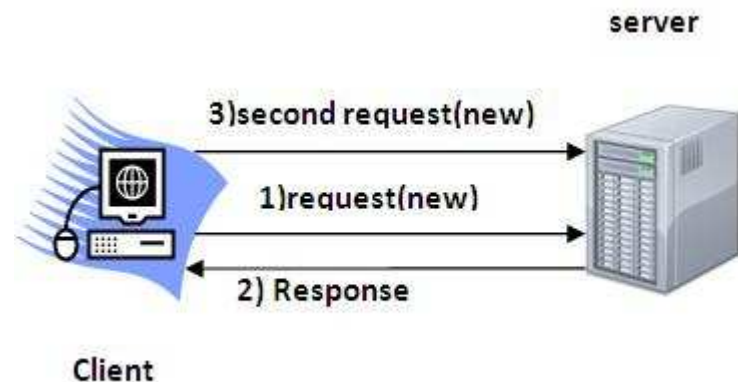 server
3)second request(new)
1)request(new)
2) Response
Client